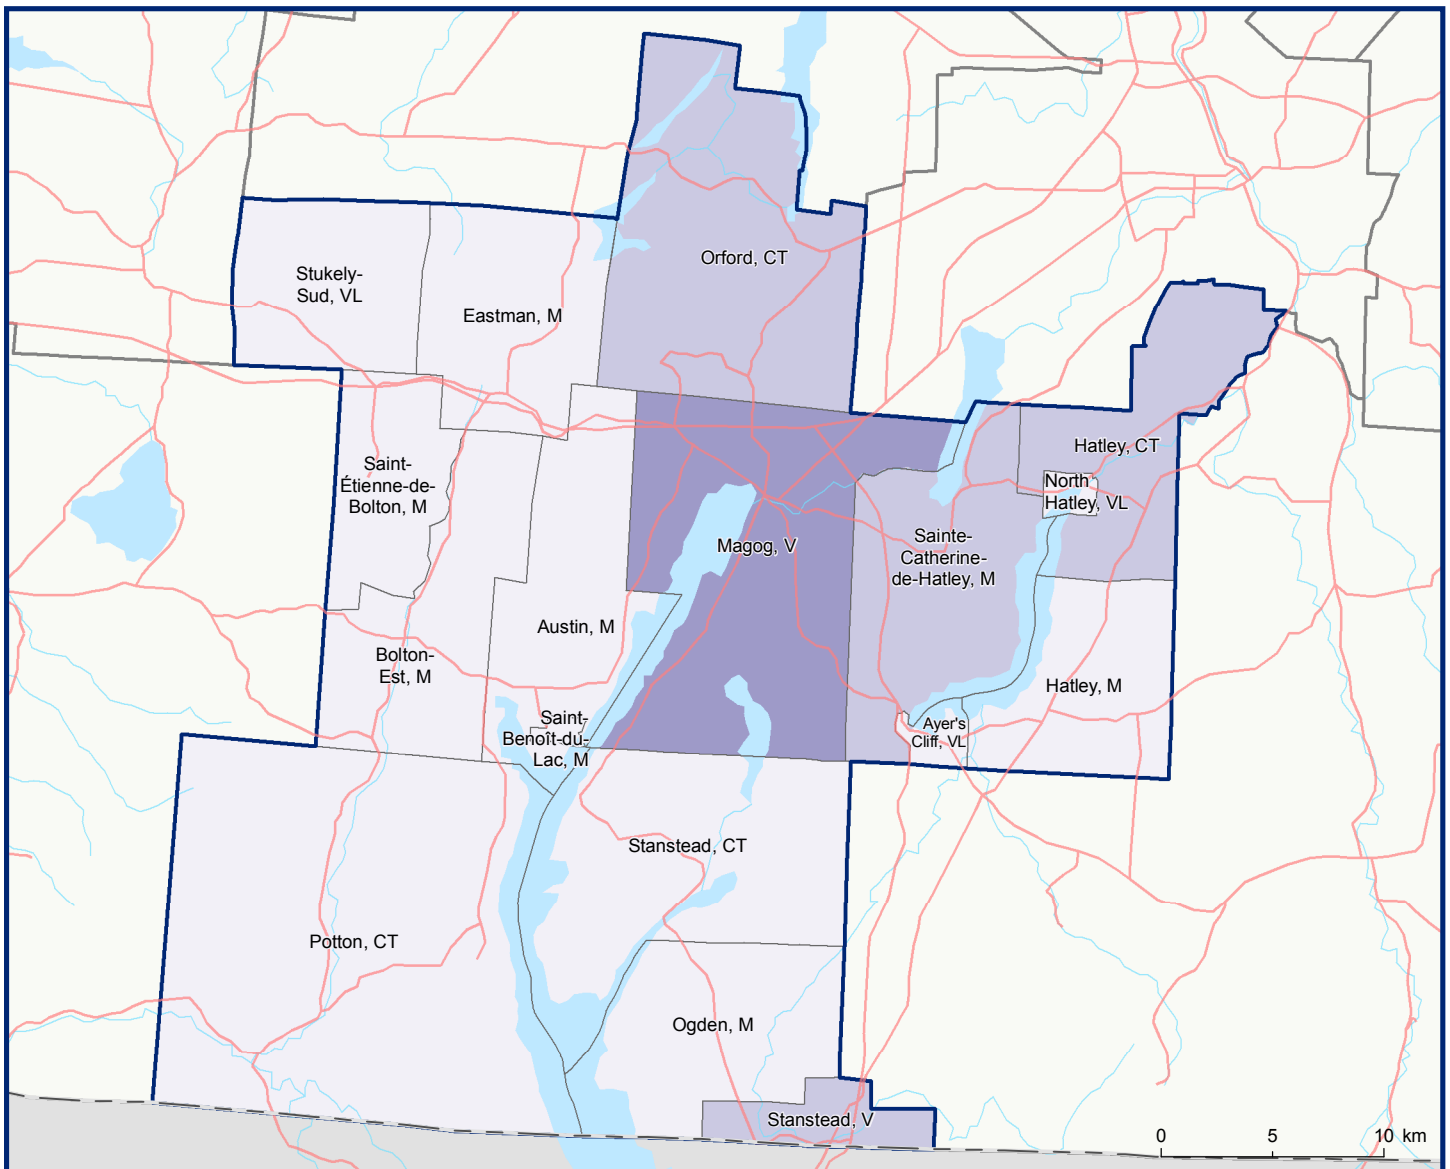 Orford, CT
Stukely-
Sud, VL
Eastman, M
Hatley, CT
Saint-
Étienne-de-
Bolton, M
North
Hatley, VL
Magog, V
Sainte-
Catherine-
de-Hatley, M
Austin, M
Bolton-
Est, M
Hatley, M
Saint-
Benoît-du-
Lac, M
Ayer's
Cliff, VL
Stanstead, CT
Potton, CT
Ogden, M
Stanstead, V
0 5 10 km